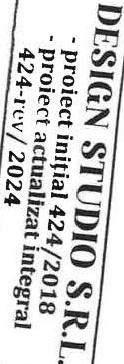 DESIGN STUDIO S.R.L.
- proiect inițial 424/2018
- proiect actualizat integral
424-rev/ 2024